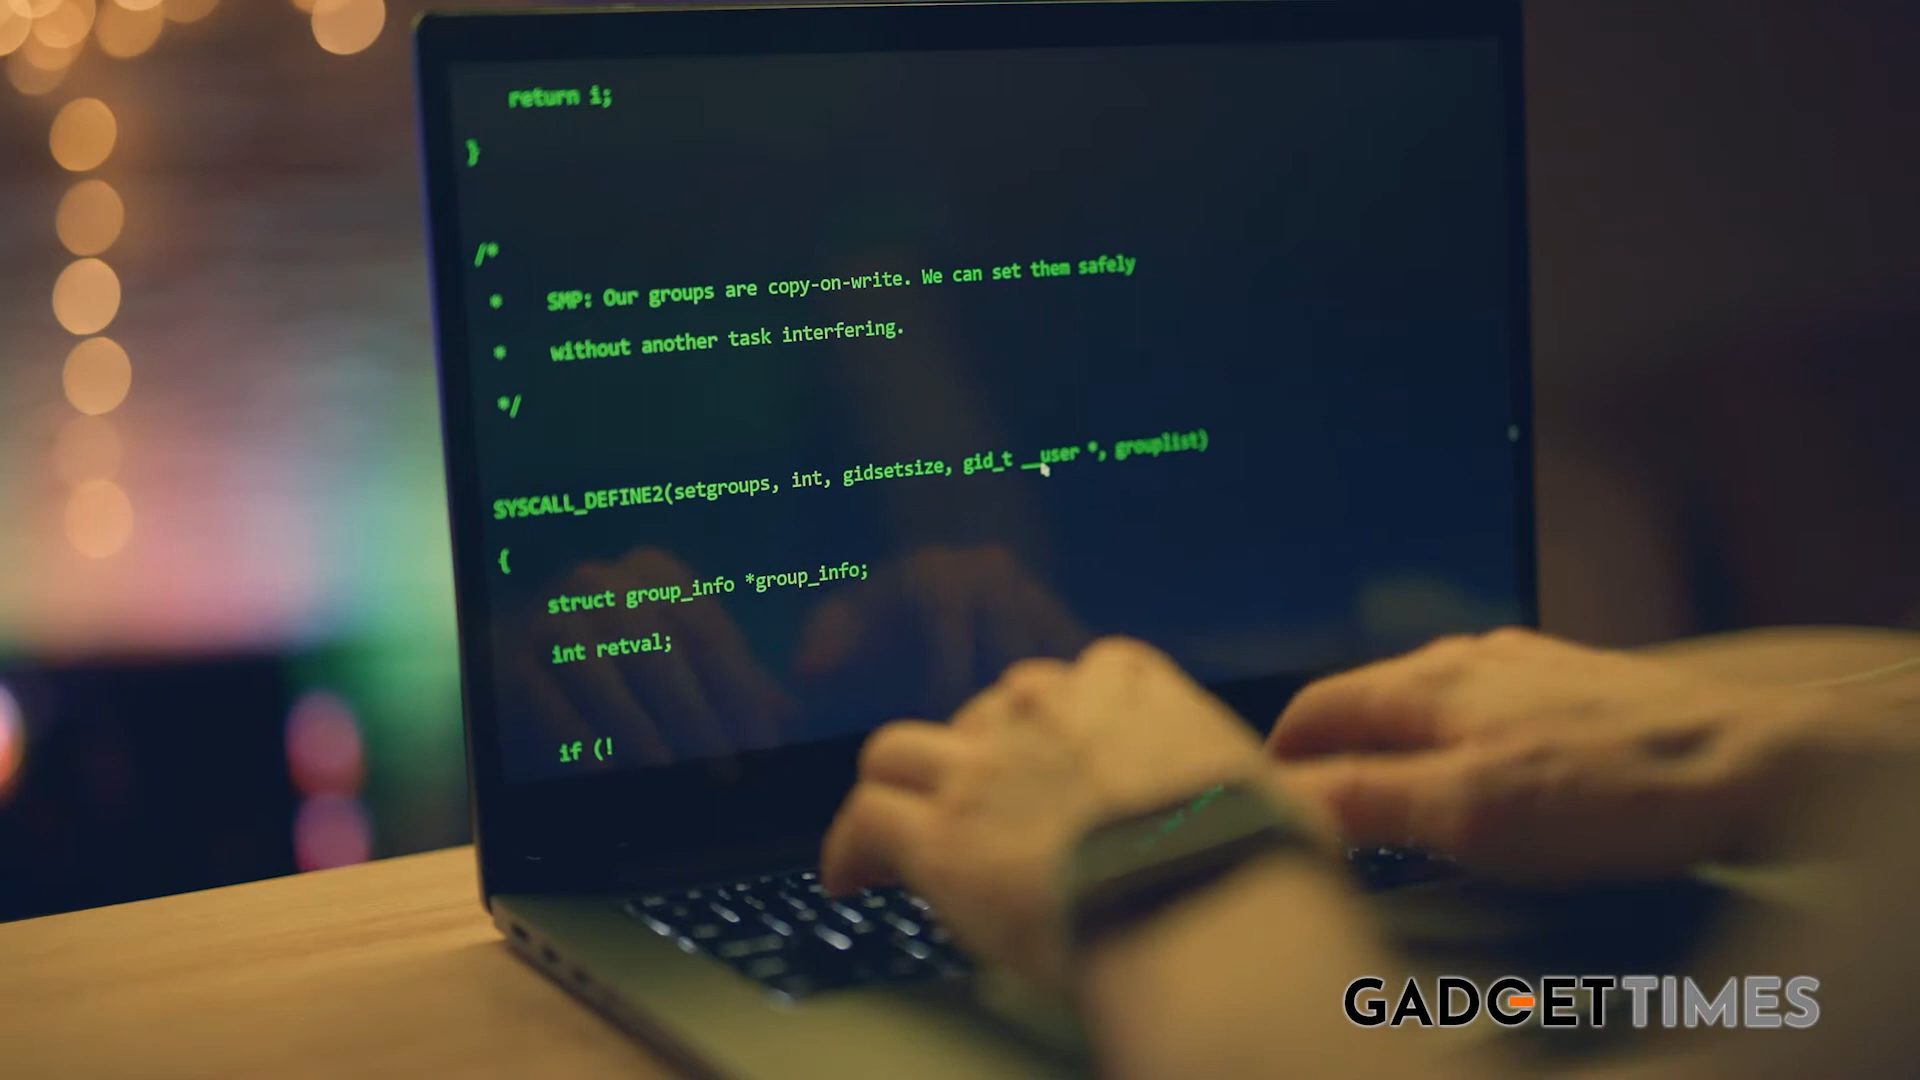 return i;
}
/*
* SMP: Our groups are copy-on-write. We can set them safely
* without another task interfering.
*/
SYSCALL_DEFINE2(setgroups, int, gidsetsize, gid_t __user *, grouplist)
{
struct group_info *group_info;
int retval;
if (!
GADGETTIMES